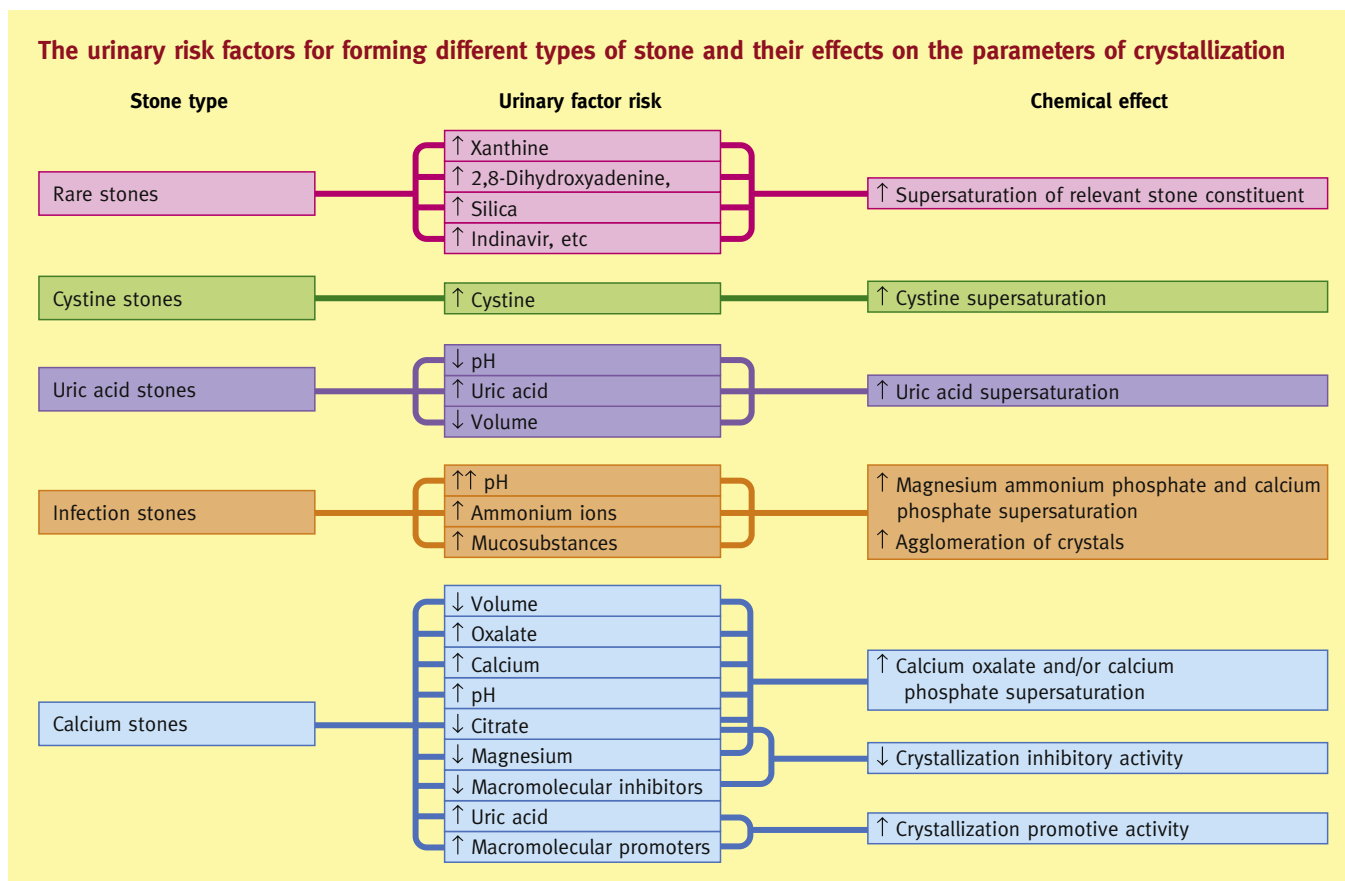 The urinary risk factors for forming different types of stone and their effects on the parameters of crystallization
Stone type
Urinary factor risk
Chemical effect
Rare stones
↑ Xanthine
↑ 2,8-Dihydroxyadenine,
↑ Silica
↑ Indinavir, etc
↑ Supersaturation of relevant stone constituent
Cystine stones
↑ Cystine
↑ Cystine supersaturation
Uric acid stones
↓ pH
↑ Uric acid
↓ Volume
↑ Uric acid supersaturation
Infection stones
↑↑ pH
↑ Ammonium ions
↑ Mucosubstances
↑ Magnesium ammonium phosphate and calcium
phosphate supersaturation
↑ Agglomeration of crystals
Calcium stones
↓ Volume
↑ Oxalate
↑ Calcium
↑ pH
↓ Citrate
↓ Magnesium
↓ Macromolecular inhibitors
↑ Uric acid
↑ Macromolecular promoters
↑ Calcium oxalate and/or calcium
phosphate supersaturation
↓ Crystallization inhibitory activity
↑ Crystallization promotive activity